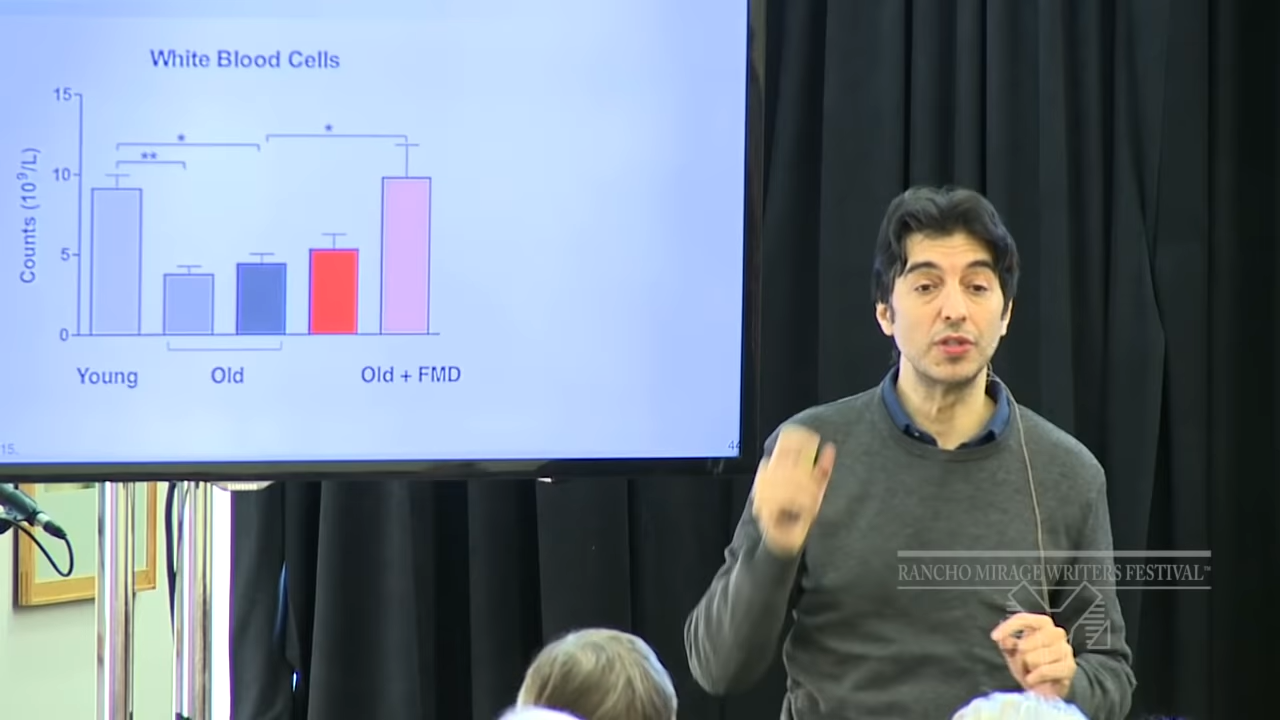 White Blood Cells
15
10
5
0
Counts (10⁹/L)
*
**
*
Young
Old
Old + FMD
15.
RANCHO MIRAGE WRITERS FESTIVAL™